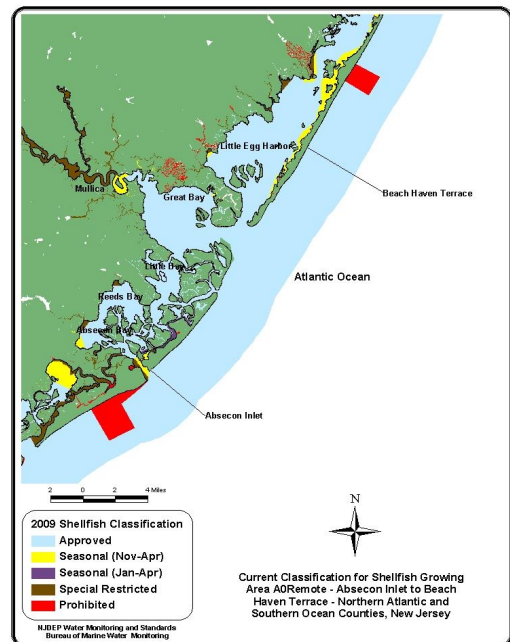 Little Egg Harbor
Mullica
Great Bay
Beach Haven Terrace
Little Bay
Atlantic Ocean
Reeds Bay
Absecon Bay
Absecon Inlet
2 0 2 4 Miles
2009 Shellfish Classification
Approved
Seasonal (Nov-Apr)
Seasonal (Jan-Apr)
Special Restricted
Prohibited
NJDEP Water Monitoring and Standards
Bureau of Marine Water Monitoring
N
Current Classification for Shellfish Growing
Area A0Remote - Absecon Inlet to Beach
Haven Terrace - Northern Atlantic and
Southern Ocean Counties, New Jersey